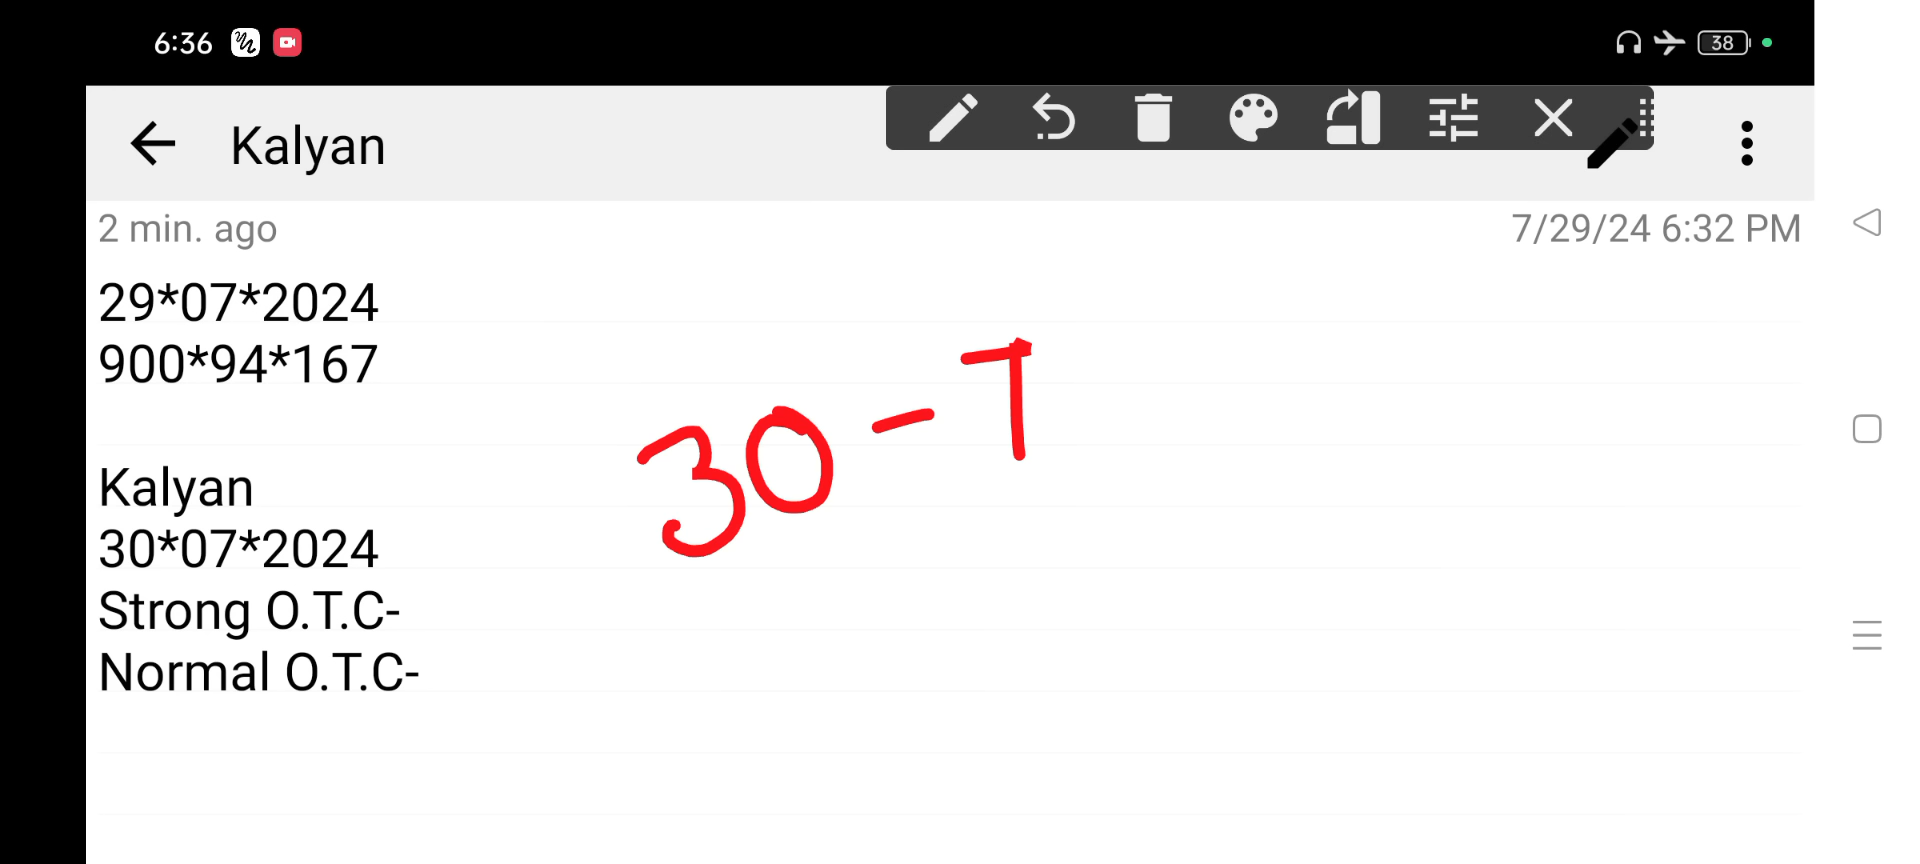 6:36
38
Kalyan
2 min. ago
7/29/24 6:32 PM
29*07*2024
900*94*167
30-7
Kalyan
30*07*2024
Strong O.T.C-
Normal O.T.C-